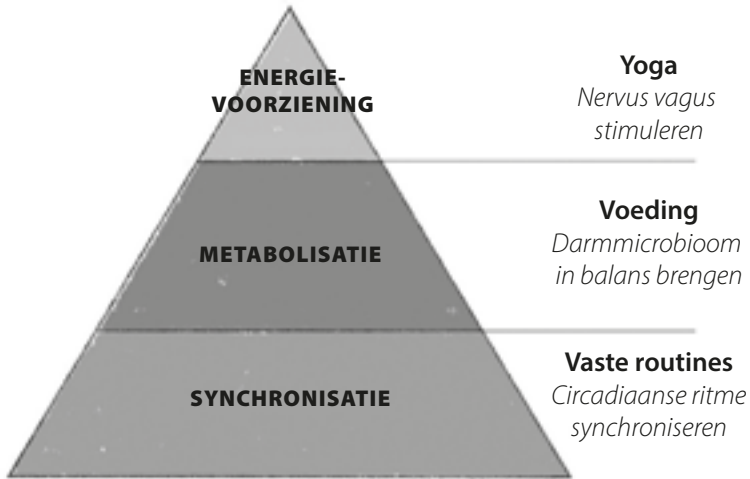 ENERGIE-
VOORZIENING
Yoga
Nervus vagus
stimuleren
METABOLISATIE
Voeding
Darmmicrobioom
in balans brengen
SYNCHRONISATIE
Vaste routines
Circadiaanse ritme
synchroniseren